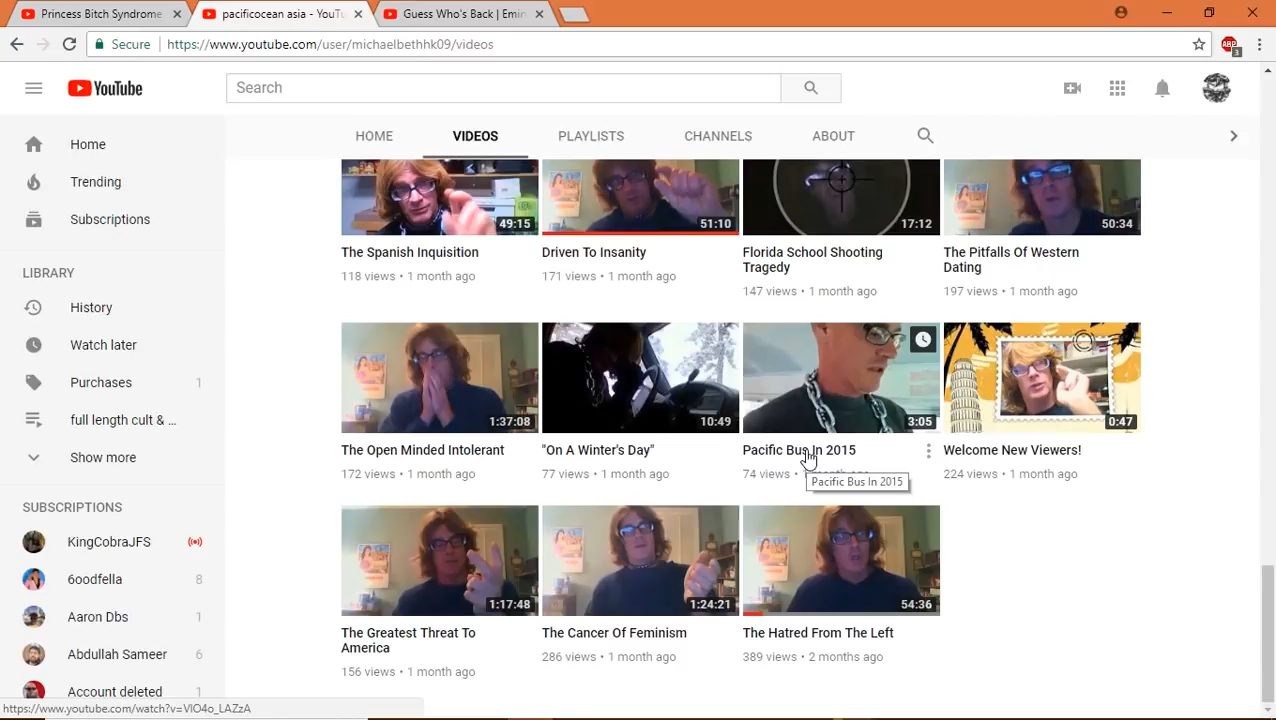 Princess Bitch Syndrome
pacificocean asia - YouTu
Guess Who's Back | Emin
Secure
https://www.youtube.com/user/michaelbethhk09/videos
ABP
3
YouTube
Search
HOME
VIDEOS
PLAYLISTS
CHANNELS
ABOUT
Home
Trending
Subscriptions
LIBRARY
History
Watch later
Purchases 1
full length cult & ...
Show more
SUBSCRIPTIONS
KingCobraJFS
6oodfella 8
Aaron Dbs 1
Abdullah Sameer 6
Account deleted 1
49:15
The Spanish Inquisition
118 views • 1 month ago
51:10
Driven To Insanity
171 views • 1 month ago
17:12
Florida School Shooting
Tragedy
147 views • 1 month ago
50:34
The Pitfalls Of Western
Dating
197 views • 1 month ago
1:37:08
The Open Minded Intolerant
172 views • 1 month ago
10:49
"On A Winter's Day"
77 views • 1 month ago
3:05
Pacific Bus In 2015
74 views • 1 month ago
Pacific Bus In 2015
0:47
Welcome New Viewers!
224 views • 1 month ago
1:17:48
The Greatest Threat To
America
156 views • 1 month ago
1:24:21
The Cancer Of Feminism
286 views • 1 month ago
54:36
The Hatred From The Left
389 views • 2 months ago